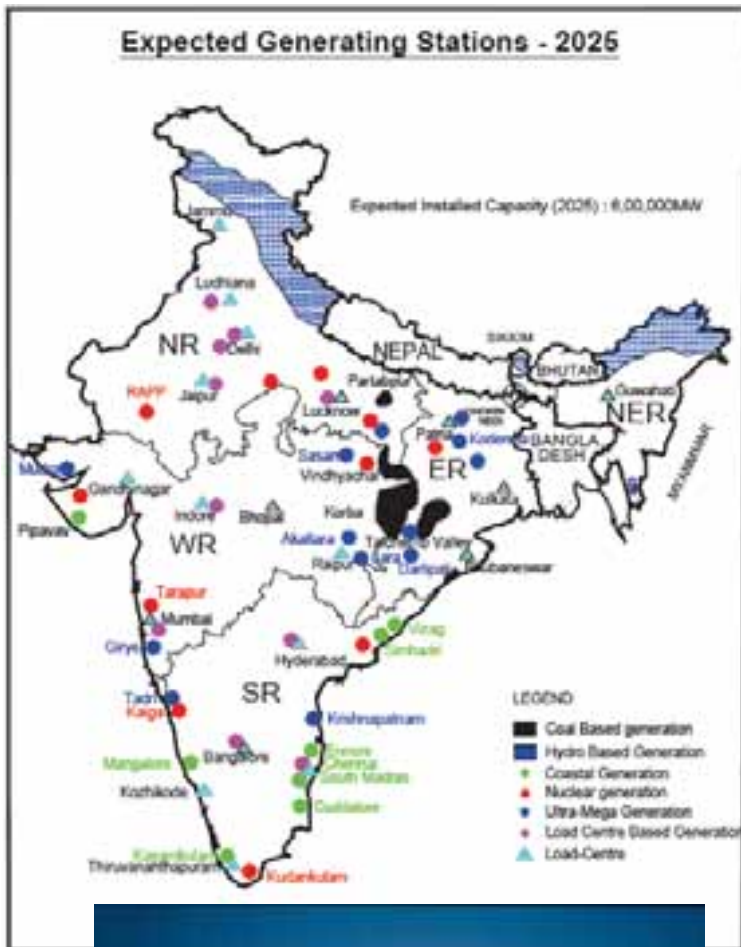 Expected Generating Stations - 2025
Expected Installed Capacity (2025) : 6,00,000MW
Jammu
Ludhiana
NR
Delhi
NEPAL
SIKKIM
BHUTAN
Guwahati
NER
RAPP
Jaipur
Lucknow
Partabpur
Patna
BANGLA
DESH
MYANMAR
Sasan
ER
Vindhyachal
Gandhinagar
Kolkata
Pipavav
Indore
Bhopal
Korba
WR
Akaltara
Raipur
Bhubaneswar
Tarapur
Mumbai
Girye
Vizag
Simhadri
Hyderabad
SR
Tadri
Kaiga
Krishnapatnam
Mangalore
Bangalore
Ennore
Chennai
South Madras
Kozhikode
Cuddalore
Kayamkulam
Thiruvananthapuram
Kudankulam
LEGEND
Coal Based generation
Hydro Based Generation
Coastal Generation
Nuclear generation
Ultra-Mega Generation
Load Centre Based Generation
Load-Centre